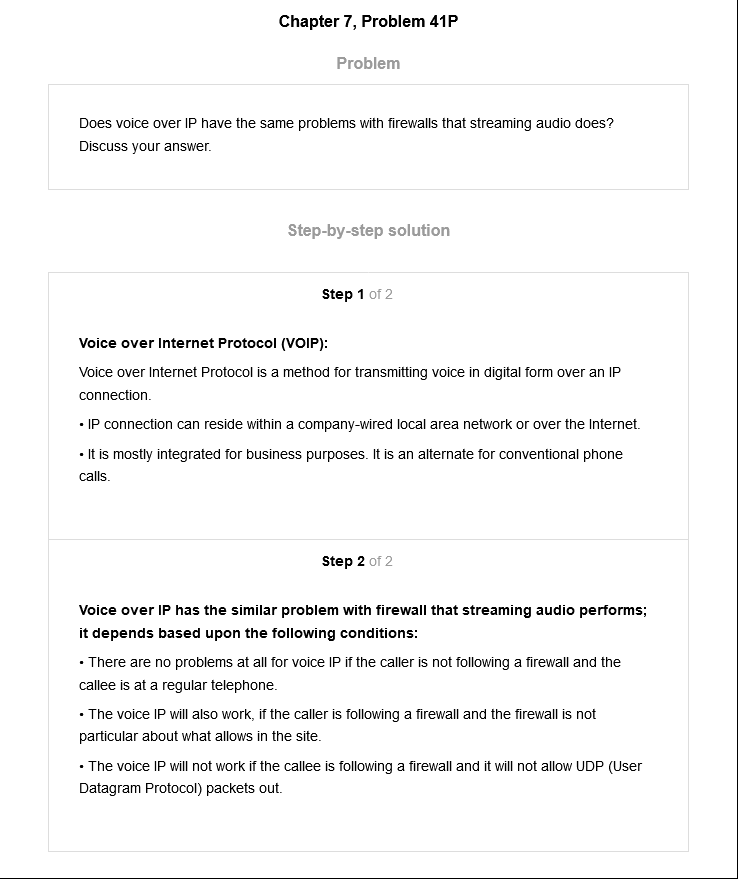 Chapter 7, Problem 41P
Problem
Does voice over IP have the same problems with firewalls that streaming audio does?
Discuss your answer.
Step-by-step solution
Step 1 of 2
Voice over Internet Protocol (VOIP):
Voice over Internet Protocol is a method for transmitting voice in digital form over an IP
connection.
• IP connection can reside within a company-wired local area network or over the Internet.
• It is mostly integrated for business purposes. It is an alternate for conventional phone
calls.
Step 2 of 2
Voice over IP has the similar problem with firewall that streaming audio performs;
it depends based upon the following conditions:
• There are no problems at all for voice IP if the caller is not following a firewall and the
callee is at a regular telephone.
• The voice IP will also work, if the caller is following a firewall and the firewall is not
particular about what allows in the site.
• The voice IP will not work if the callee is following a firewall and it will not allow UDP (User
Datagram Protocol) packets out.